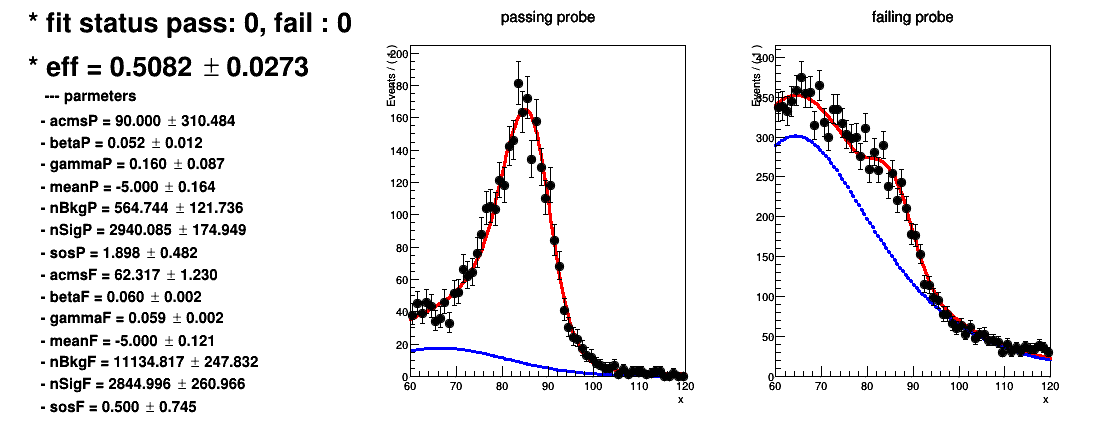 * fit status pass: 0, fail : 0
* eff = 0.5082 ± 0.0273
--- parmeters
- acmsP = 90.000 ± 310.484
- betaP = 0.052 ± 0.012
- gammaP = 0.160 ± 0.087
- meanP = -5.000 ± 0.164
- nBkgP = 564.744 ± 121.736
- nSigP = 2940.085 ± 174.949
- sosP = 1.898 ± 0.482
- acmsF = 62.317 ± 1.230
- betaF = 0.060 ± 0.002
- gammaF = 0.059 ± 0.002
- meanF = -5.000 ± 0.121
- nBkgF = 11134.817 ± 247.832
- nSigF = 2844.996 ± 260.966
- sosF = 0.500 ± 0.745
passing probe
Events / ( 1 )
200
180
160
140
120
100
80
60
40
20
0
60 70 80 90 100 110 120
x
failing probe
Events / ( 1 )
400
350
300
250
200
150
100
50
0
60 70 80 90 100 110 120
x